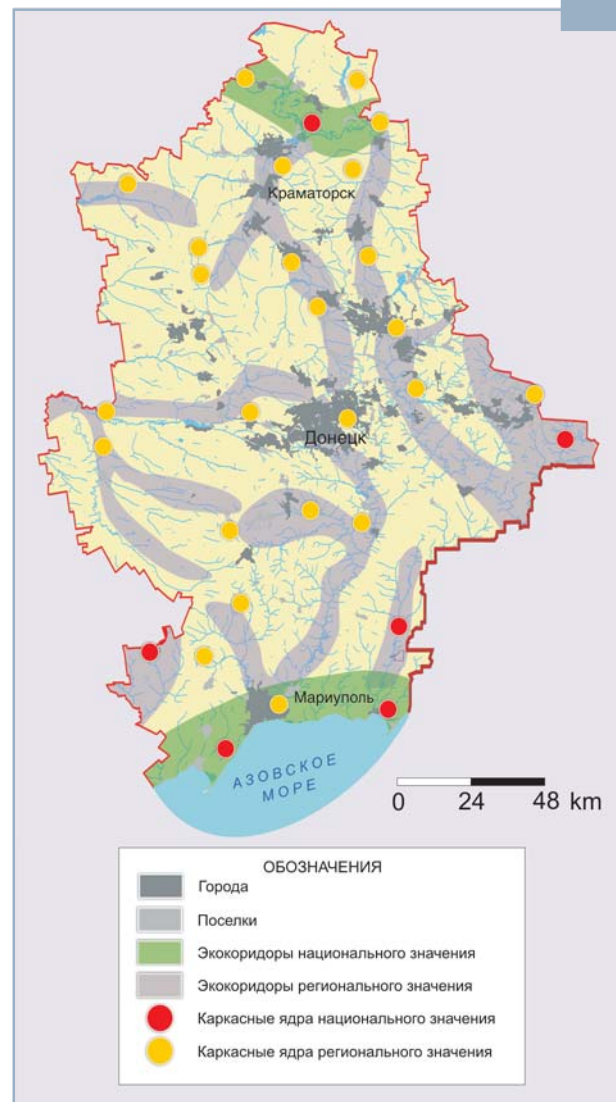 Краматорск
Донецк
Мариуполь
АЗОВСКОЕ
МОРЕ
0 24 48 km
ОБОЗНАЧЕНИЯ
Города
Поселки
Экокоридоры национального значения
Экокоридоры регионального значения
Каркасные ядра национального значения
Каркасные ядра регионального значения